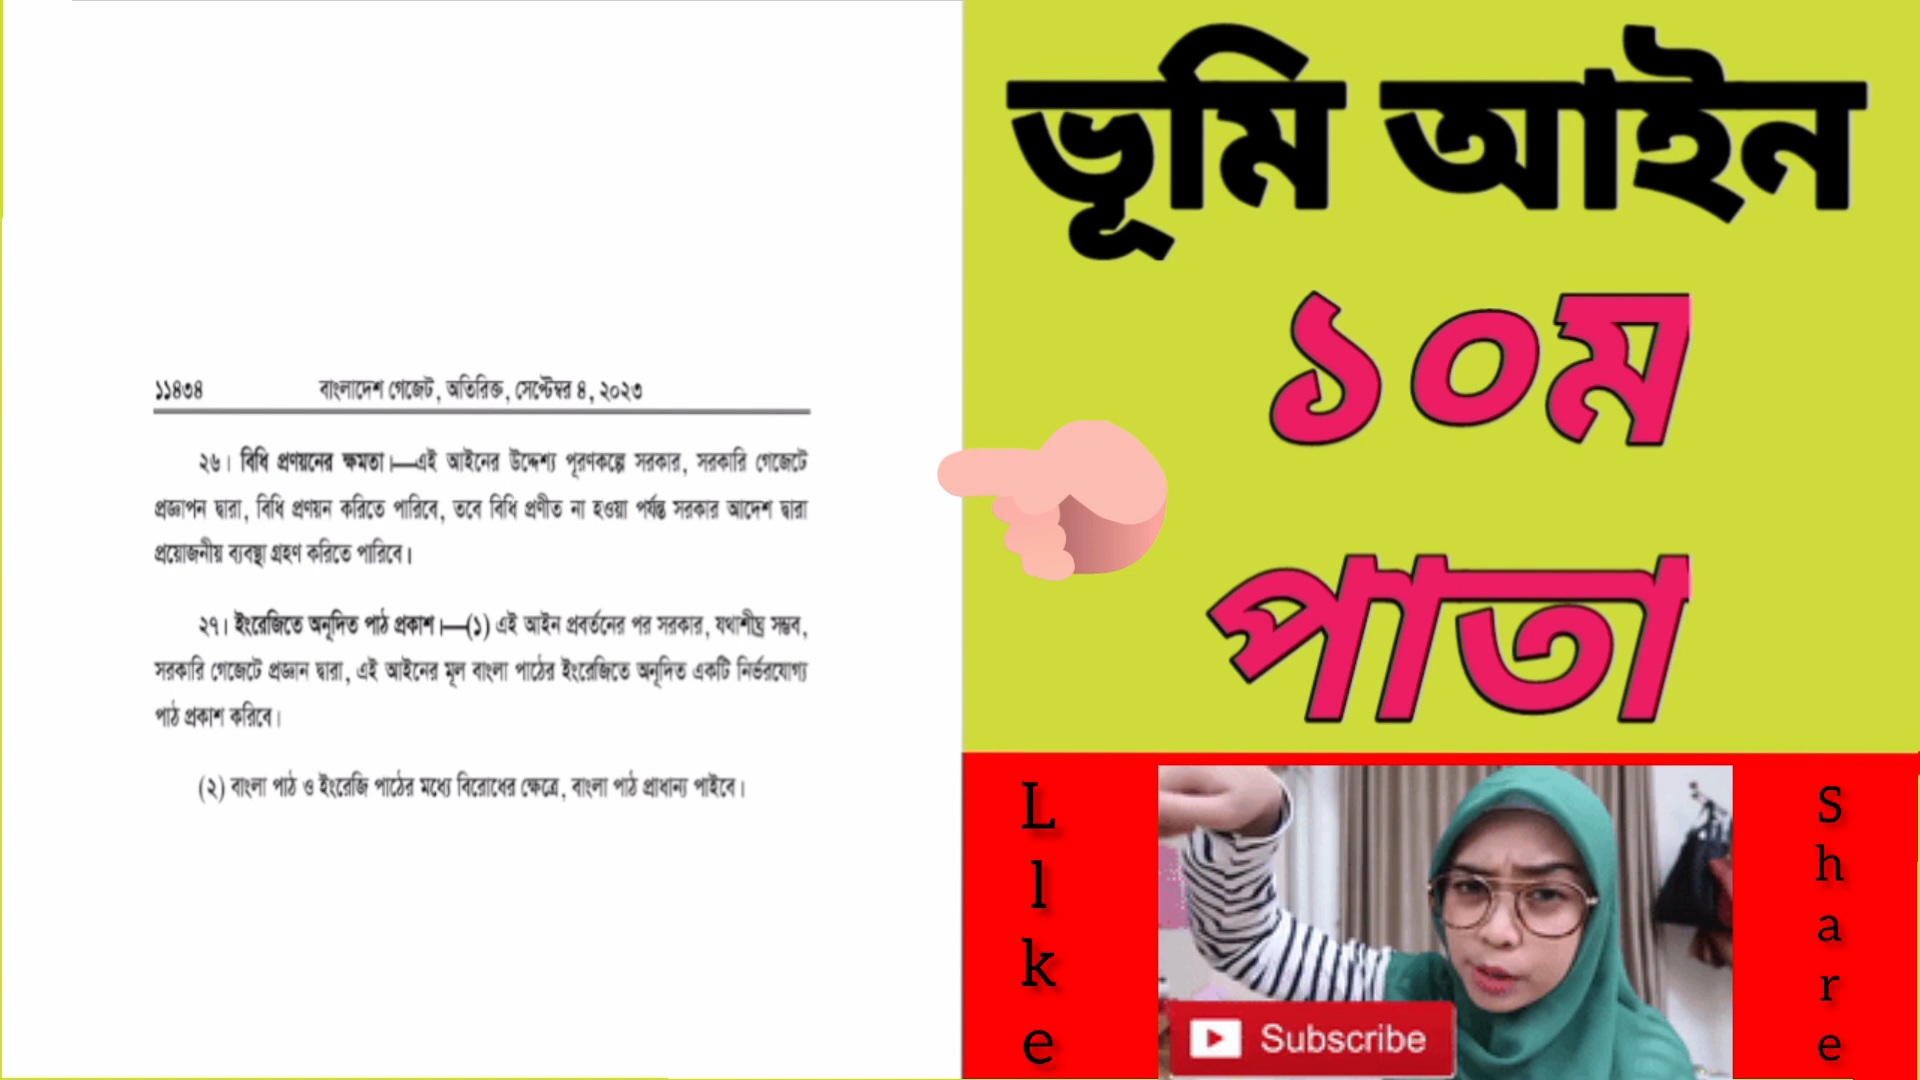 ১১৪৩৪ বাংলাদেশ গেজেট, অতিরিক্ত, সেপ্টেম্বর ৪, ২০২৩
২৬। বিধি প্রণয়নের ক্ষমতা।—এই আইনের উদ্দেশ্য পূরণকল্পে সরকার, সরকারি গেজেটে
প্রজ্ঞাপন দ্বারা, বিধি প্রণয়ন করিতে পারিবে, তবে বিধি প্রণীত না হওয়া পর্যন্ত সরকার আদেশ দ্বারা
প্রয়োজনীয় ব্যবস্থা গ্রহণ করিতে পারিবে।
২৭। ইংরেজিতে অনূদিত পাঠ প্রকাশ।—(১) এই আইন প্রবর্তনের পর সরকার, যথাশীঘ্র সম্ভব,
সরকারি গেজেটে প্রজ্ঞান দ্বারা, এই আইনের মূল বাংলা পাঠের ইংরেজিতে অনূদিত একটি নির্ভরযোগ্য
পাঠ প্রকাশ করিবে।
(২) বাংলা পাঠ ও ইংরেজি পাঠের মধ্যে বিরোধের ক্ষেত্রে, বাংলা পাঠ প্রাধান্য পাইবে।
ভূমি আইন
১০ম
পাতা
Llke
Subscribe
Share